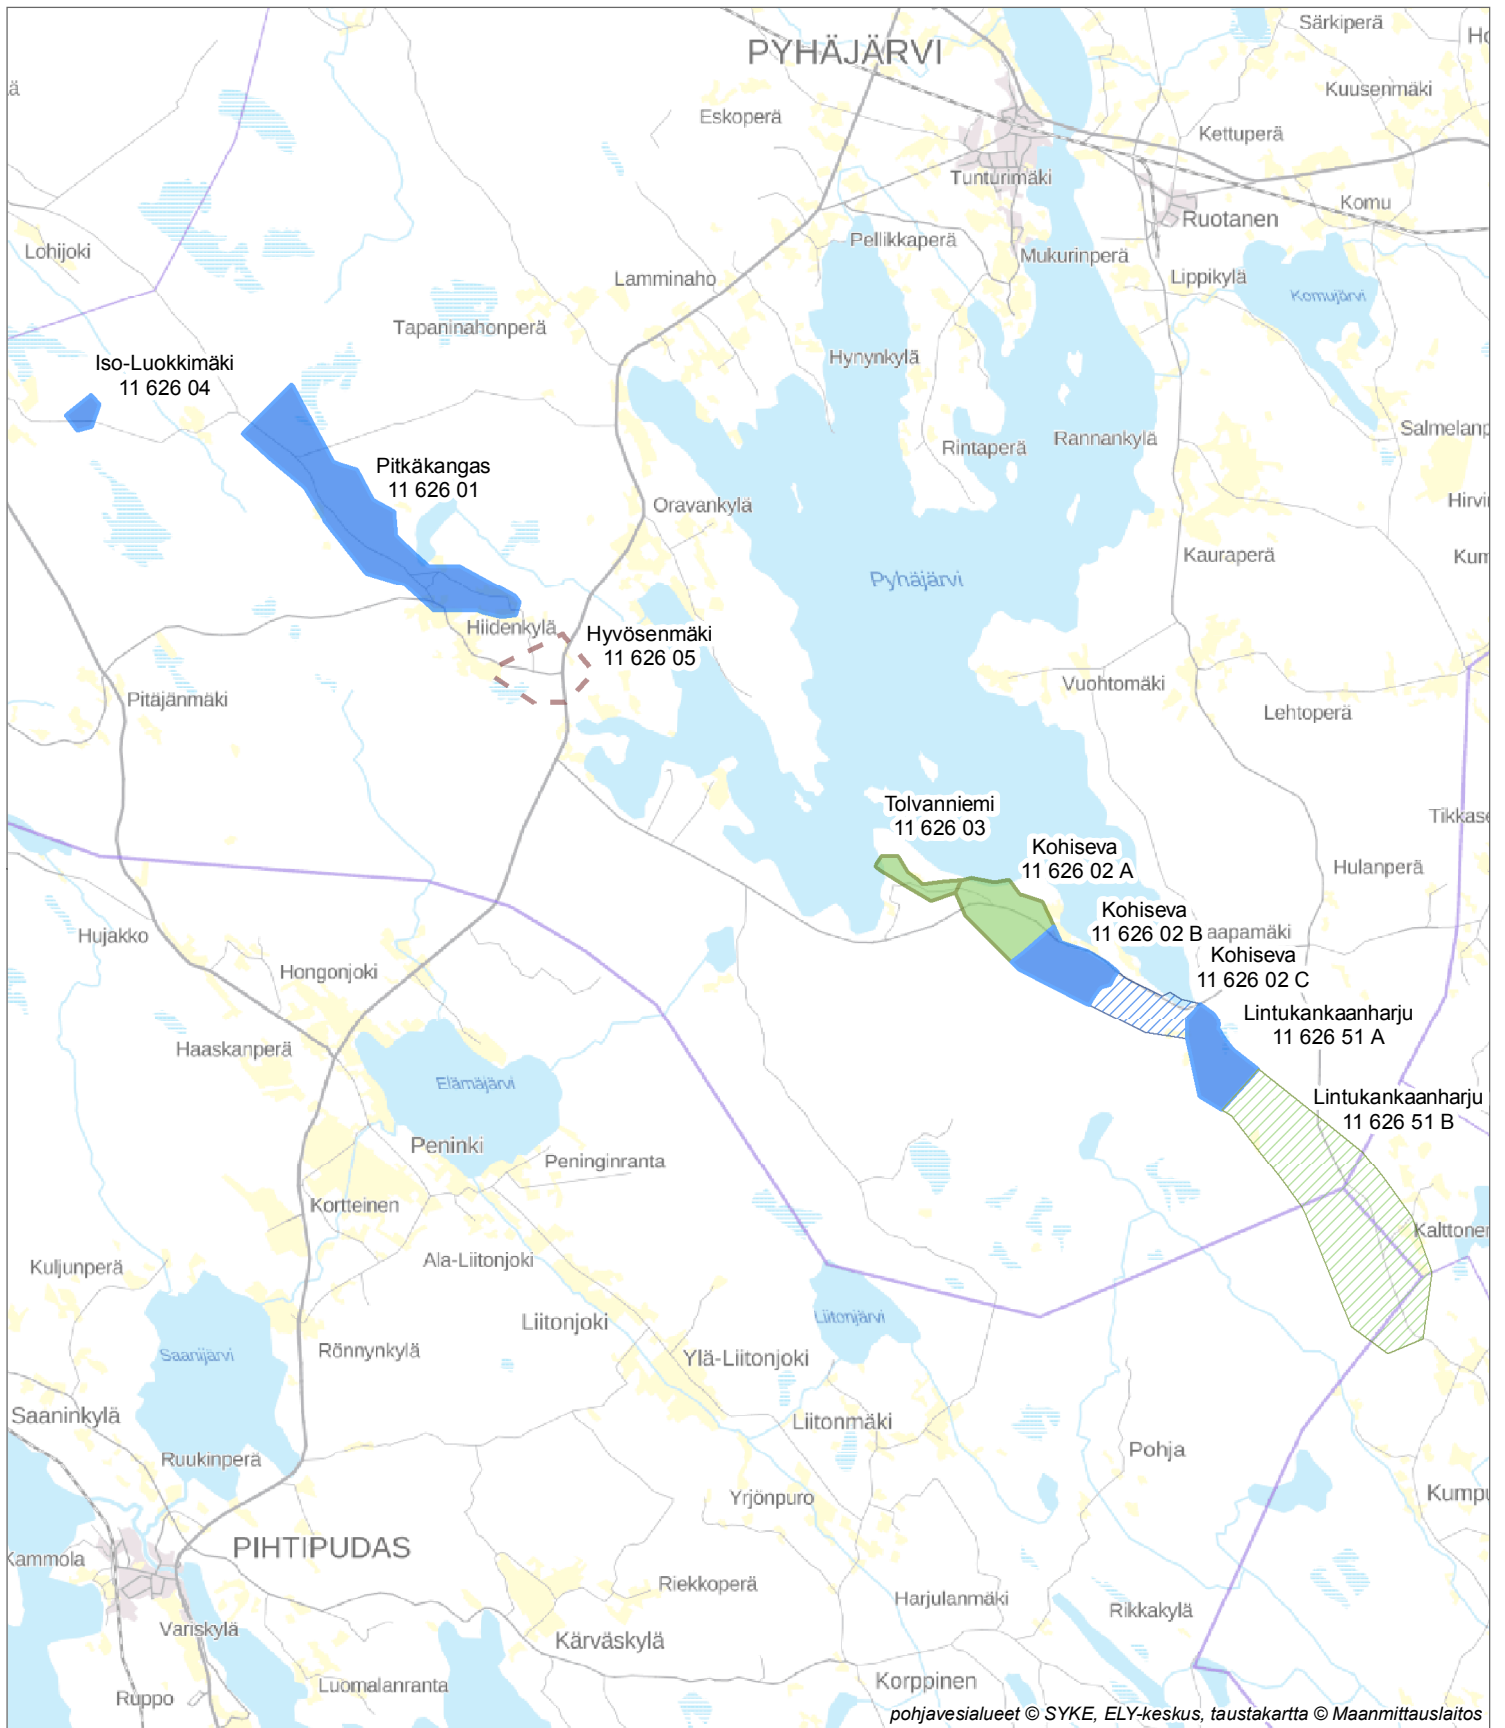 Särkiperä
PYHÄJÄRVI
Kuusenmäki
Eskoperä
Kettuperä
Tunturimäki
Komu
Ruotanen
Pellikkaperä
Lohijoki
Mukurinperä
Lamminaho
Lippikylä
Komujärvi
Tapaninahonperä
Hynynkylä
Iso-Luokkimäki
11 626 04
Salmelanp
Rannankylä
Rintaperä
Pitkäkangas
11 626 01
Hirvi
Oravankylä
Kauraperä
Kum
Pyhäjärvi
Hiidenkylä
Hyvösenmäki
11 626 05
Vuohtomäki
Pitäjänmäki
Lehtoperä
Tolvanniemi
11 626 03
Tikkase
Kohiseva
11 626 02 A
Hulanperä
Kohiseva
11 626 02 B
aapamäki
Hujakko
Kohiseva
11 626 02 C
Hongonjoki
Lintukankaanharju
11 626 51 A
Haaskanperä
Elämäjärvi
Lintukankaanharju
11 626 51 B
Peninki
Peninginranta
Kortteinen
Kalttonen
Ala-Liitonjoki
Kuljunperä
Liitonjärvi
Liitonjoki
Rönnynkylä
Saanijärvi
Ylä-Liitonjoki
Saaninkylä
Liitonmäki
Pohja
Ruukinperä
Kumpu
Yrjönpuro
PIHTIPUDAS
Kammola
Riekkoperä
Harjulanmäki
Rikkakylä
Variskylä
Kärväskylä
Korppinen
Luomalanranta
Ruppo
pohjavesialueet © SYKE, ELY-keskus, taustakartta © Maanmittauslaitos